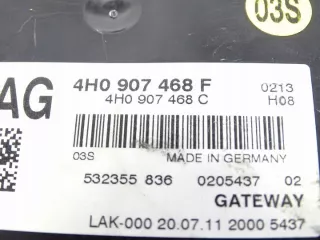 03S
AG
4H0 907 468 F 0213
4H0 907 468 C H08
03S MADE IN GERMANY
532355 836 0205437 02
GATEWAY
LAK-000 20.07.11 2000 5437